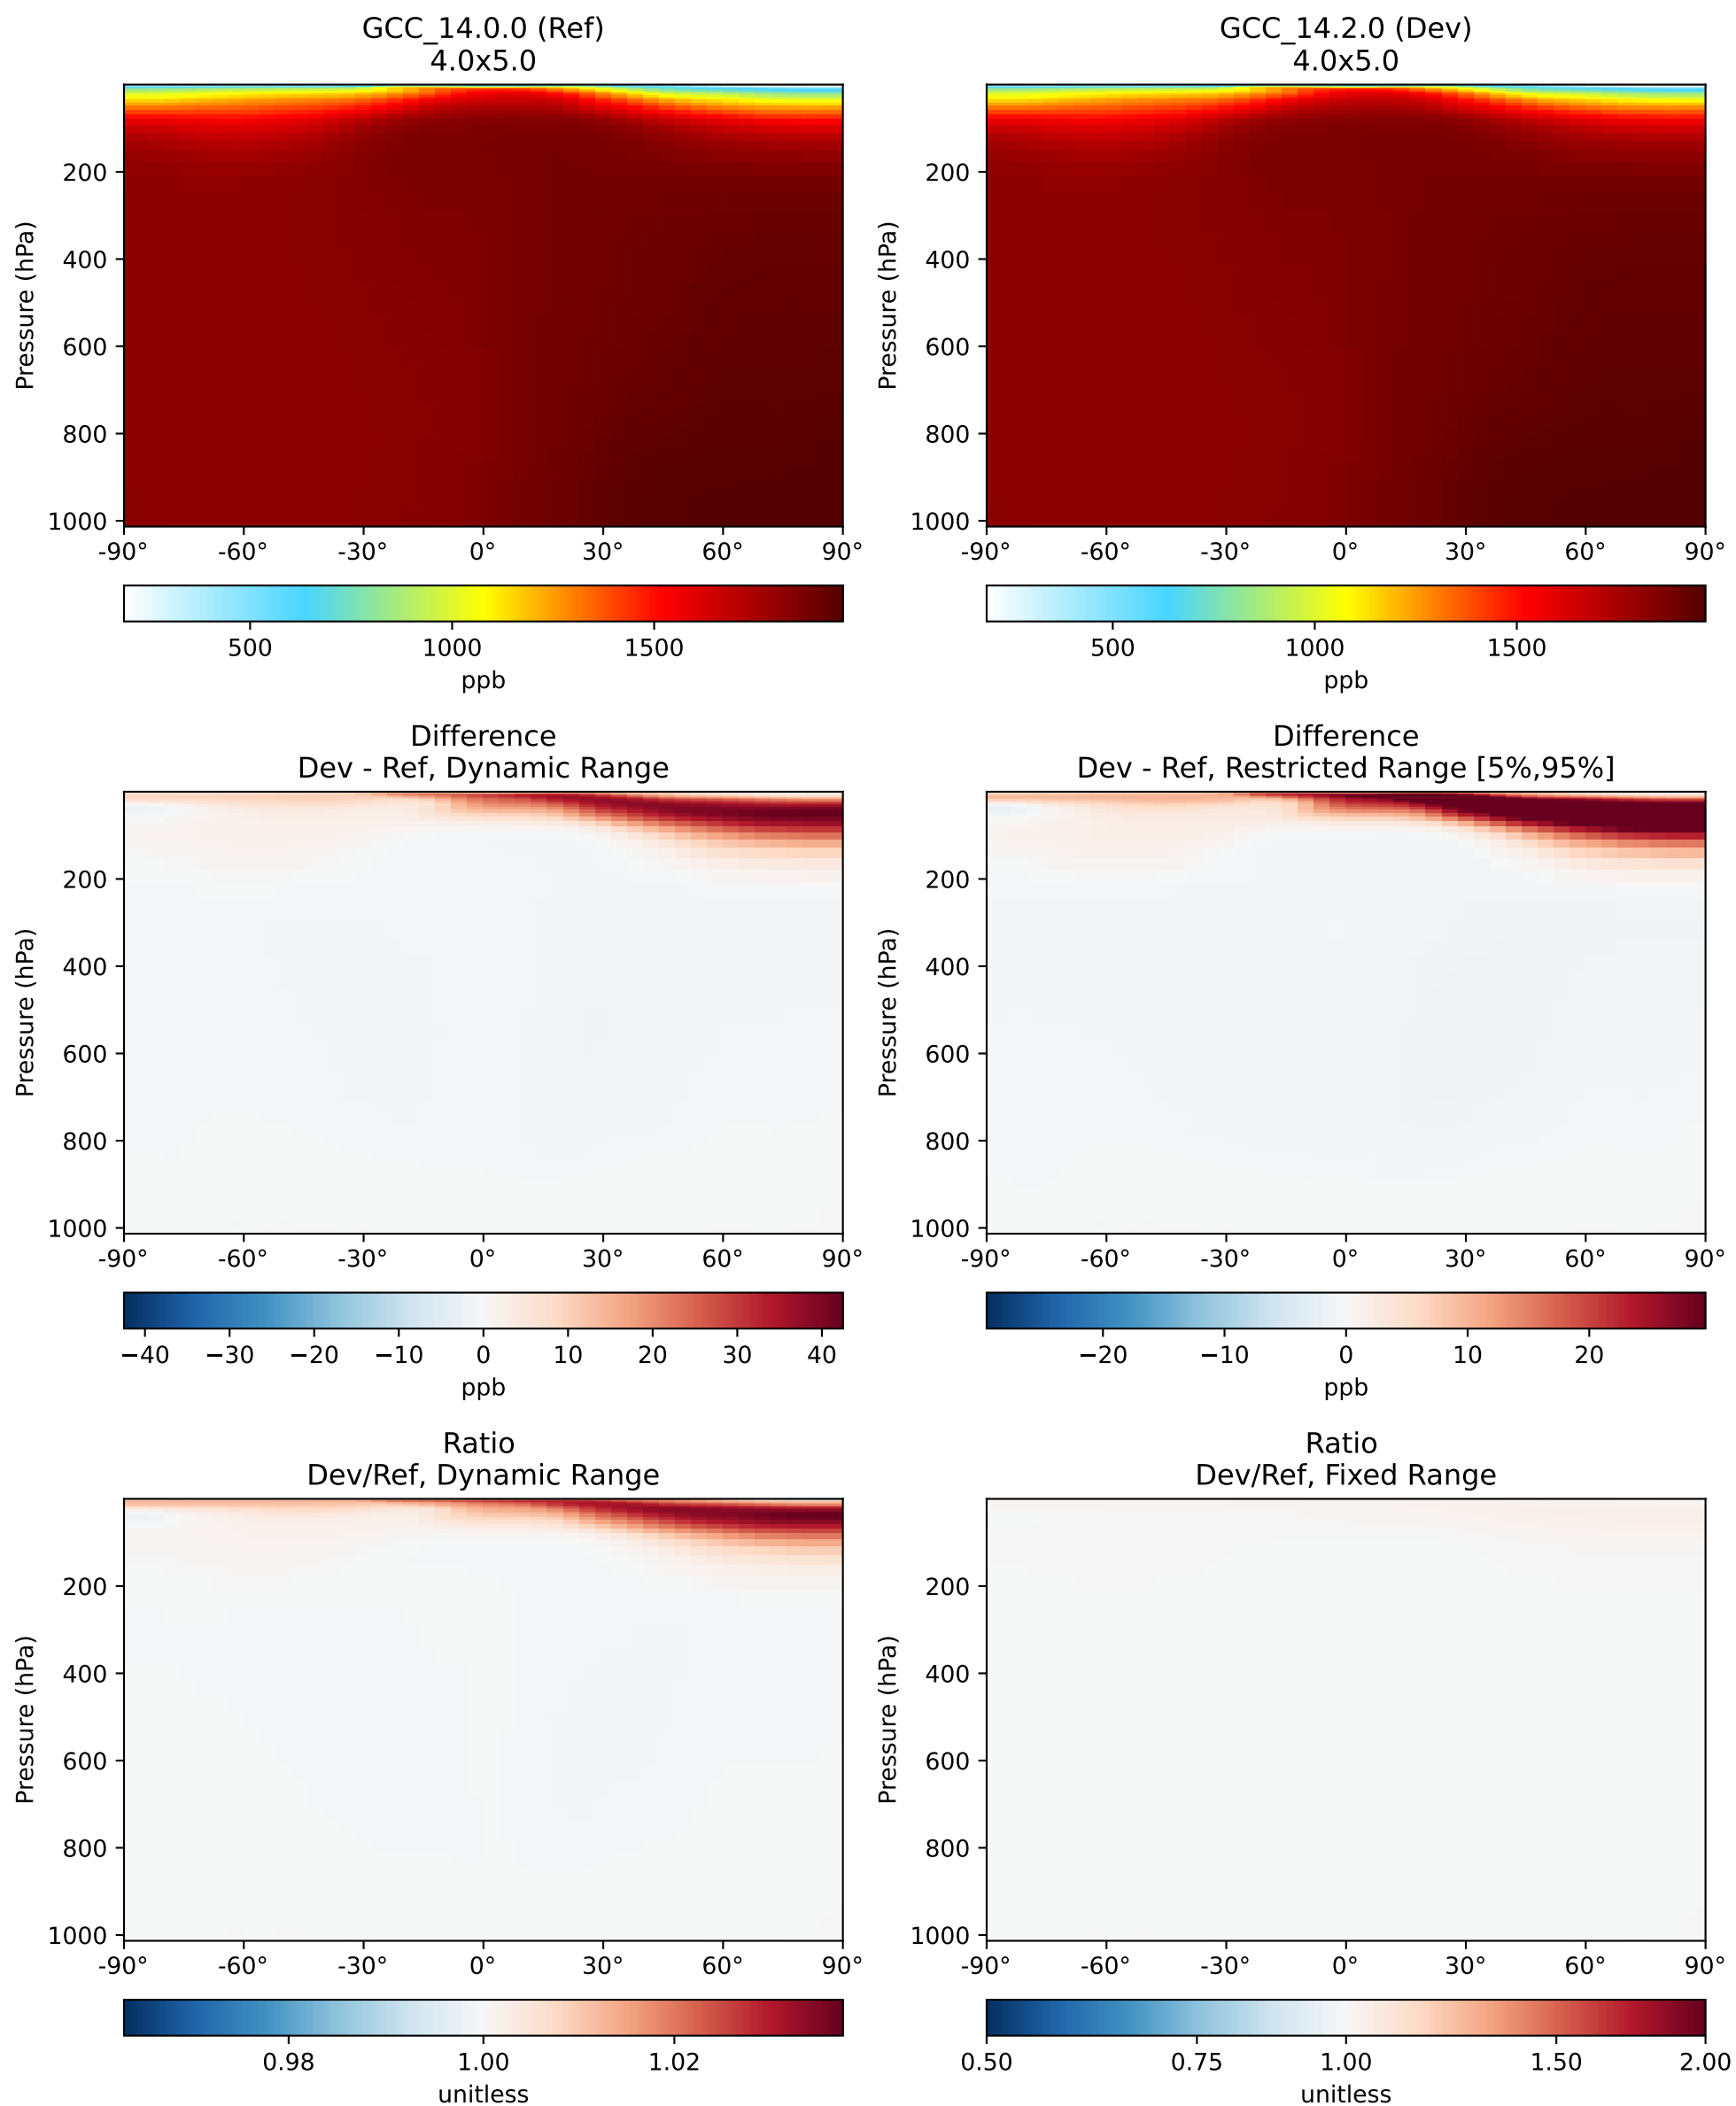 GCC_14.0.0 (Ref)
4.0x5.0
GCC_14.2.0 (Dev)
4.0x5.0
Pressure (hPa)
200
400
600
800
1000
-90° -60° -30° 0° 30° 60° 90°
500 1000 1500
ppb
Pressure (hPa)
200
400
600
800
1000
-90° -60° -30° 0° 30° 60° 90°
500 1000 1500
ppb
Difference
Dev - Ref, Dynamic Range
Pressure (hPa)
200
400
600
800
1000
-90° -60° -30° 0° 30° 60° 90°
−40 −30 −20 −10 0 10 20 30 40
ppb
Difference
Dev - Ref, Restricted Range [5%,95%]
Pressure (hPa)
200
400
600
800
1000
-90° -60° -30° 0° 30° 60° 90°
−20 −10 0 10 20
ppb
Ratio
Dev/Ref, Dynamic Range
Pressure (hPa)
200
400
600
800
1000
-90° -60° -30° 0° 30° 60° 90°
0.98 1.00 1.02
unitless
Ratio
Dev/Ref, Fixed Range
Pressure (hPa)
200
400
600
800
1000
-90° -60° -30° 0° 30° 60° 90°
0.50 0.75 1.00 1.50 2.00
unitless